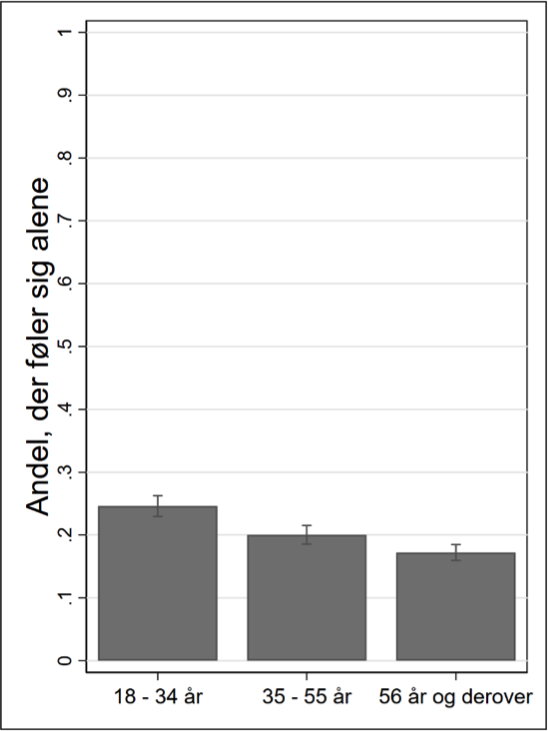 Andel, der føler sig alene
1
.9
.8
.7
.6
.5
.4
.3
.2
.1
0
18 - 34 år
35 - 55 år
56 år og derover